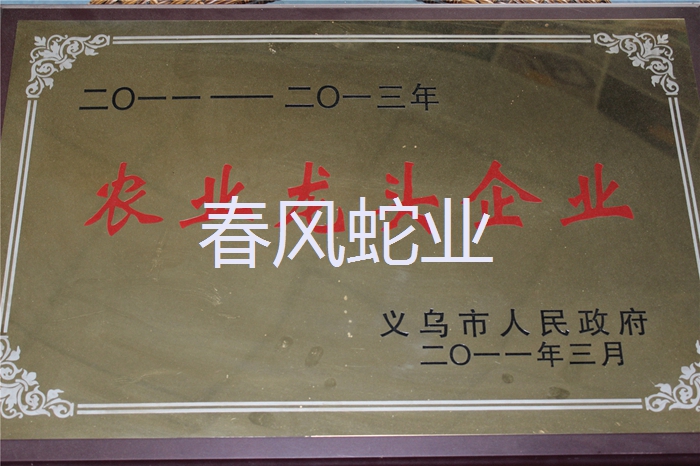 二〇一一——二〇一三年
农业龙头企业
春风蛇业
义乌市人民政府
二〇一一年三月